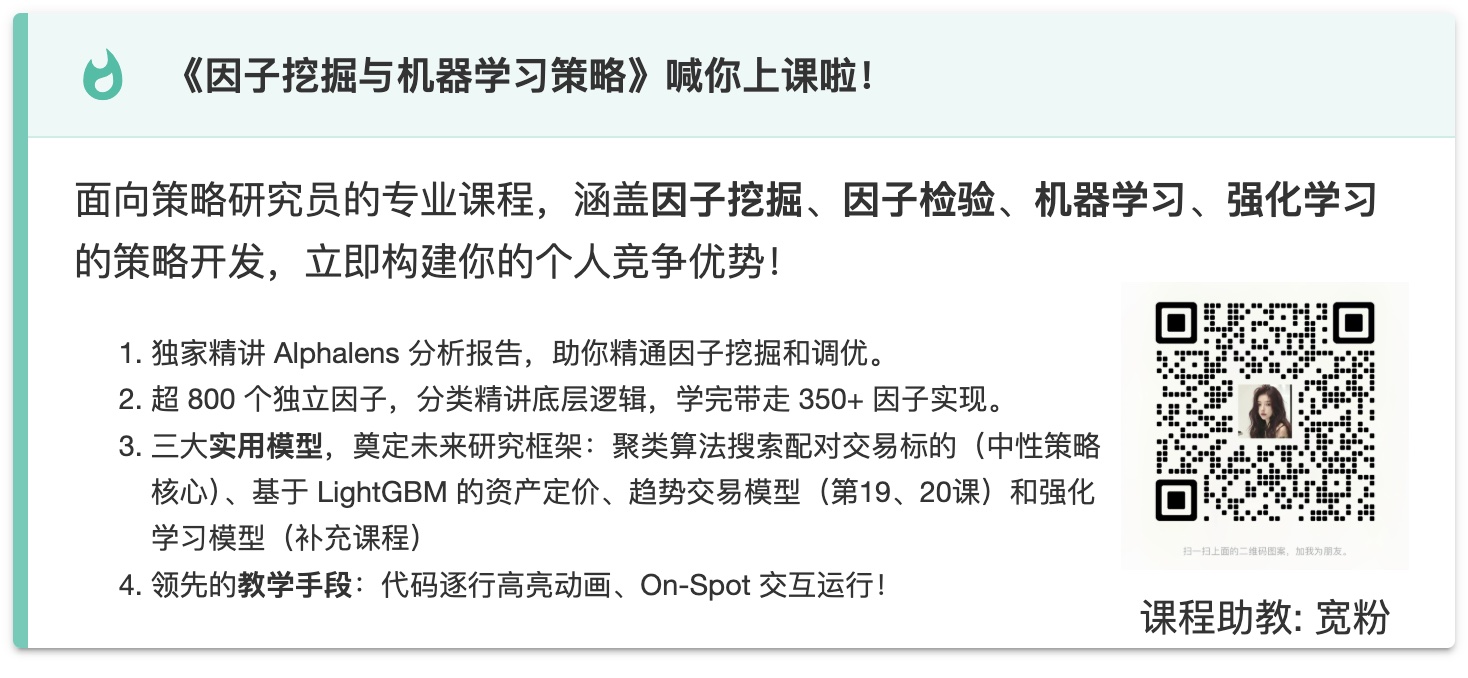 《因子挖掘与机器学习策略》喊你上课啦！
面向策略研究员的专业课程，涵盖因子挖掘、因子检验、机器学习、强化学习
的策略开发，立即构建你的个人竞争优势！
1. 独家精讲 Alphalens 分析报告，助你精通因子挖掘和调优。
2. 超 800 个独立因子，分类精讲底层逻辑，学完带走 350+ 因子实现。
3. 三大实用模型，奠定未来研究框架：聚类算法搜索配对交易标的（中性策略
核心）、基于 LightGBM 的资产定价、趋势交易模型（第19、20课）和强化
学习模型（补充课程）
4. 领先的教学手段：代码逐行高亮动画、On-Spot 交互运行！
扫一扫上面的二维码图案，加我为朋友。
课程助教: 宽粉